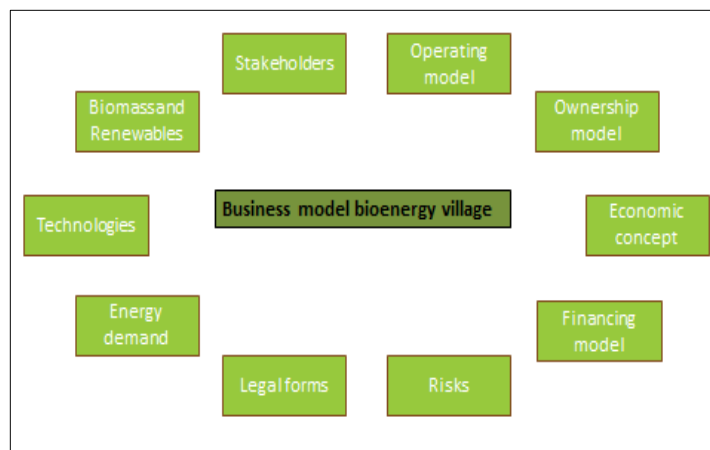 Stakeholders
Operating
model
Biomassand
Renewables
Ownership
model
Technologies
Business model bioenergy village
Economic
concept
Energy
demand
Financing
model
Legal forms
Risks